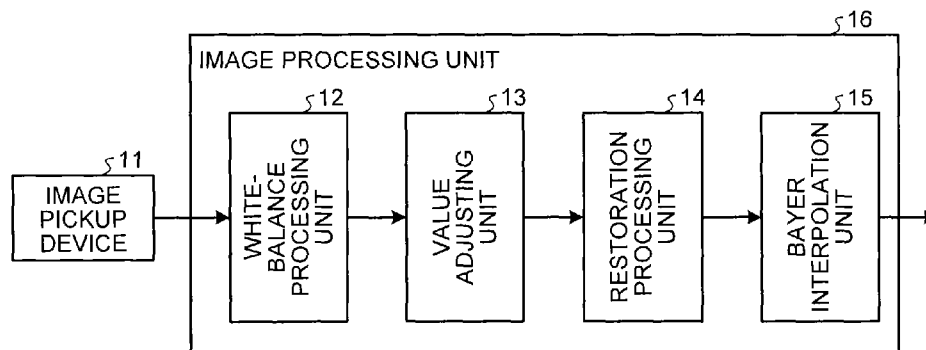 16
IMAGE PROCESSING UNIT
12
13
14
15
11
IMAGE
PICKUP
DEVICE
WHITE-
BALANCE
PROCESSING
UNIT
VALUE
ADJUSTING
UNIT
RESTORATION
PROCESSING
UNIT
BAYER
INTERPOLATION
UNIT